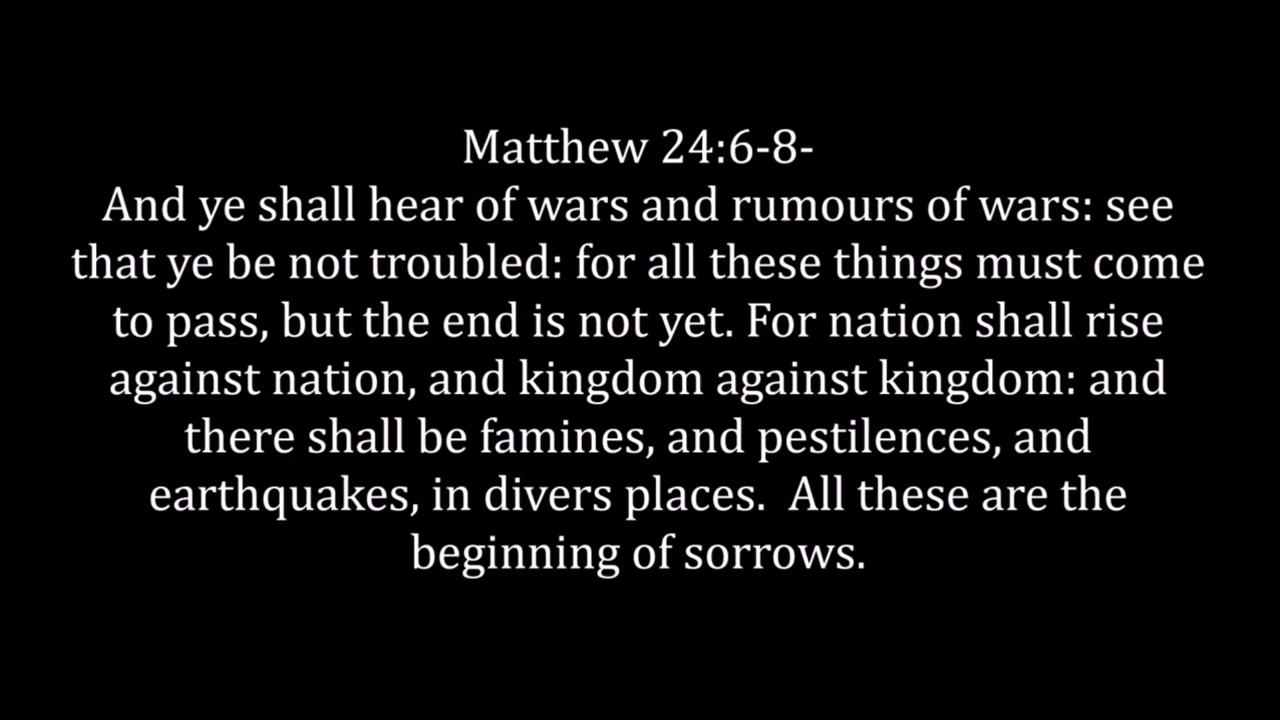 Matthew 24:6-8-
And ye shall hear of wars and rumours of wars: see
that ye be not troubled: for all these things must come
to pass, but the end is not yet. For nation shall rise
against nation, and kingdom against kingdom: and
there shall be famines, and pestilences, and
earthquakes, in divers places.  All these are the
beginning of sorrows.